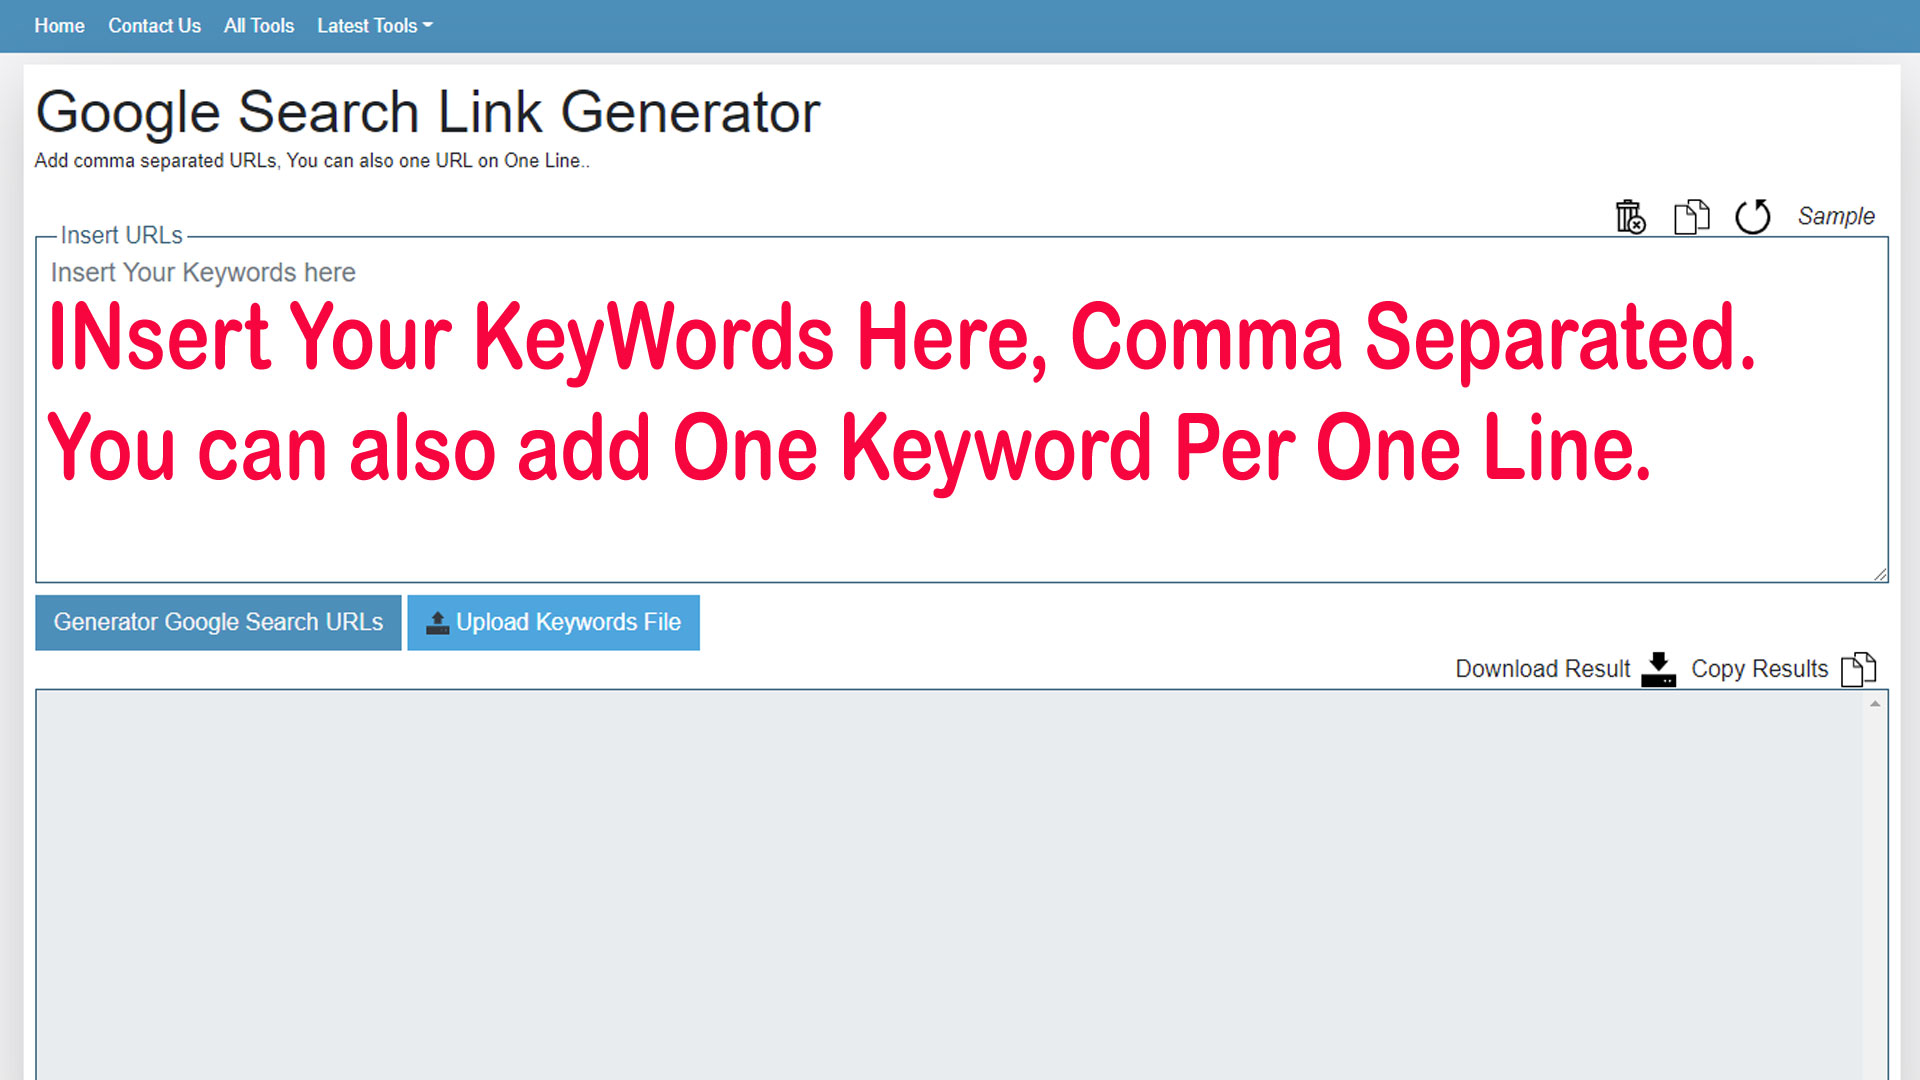 Home Contact Us All Tools Latest Tools
Google Search Link Generator
Add comma separated URLs, You can also one URL on One Line..
Sample
Insert URLs
Insert Your Keywords here
INsert Your KeyWords Here, Comma Separated.
You can also add One Keyword Per One Line.
Generator Google Search URLs Upload Keywords File
Download Result Copy Results